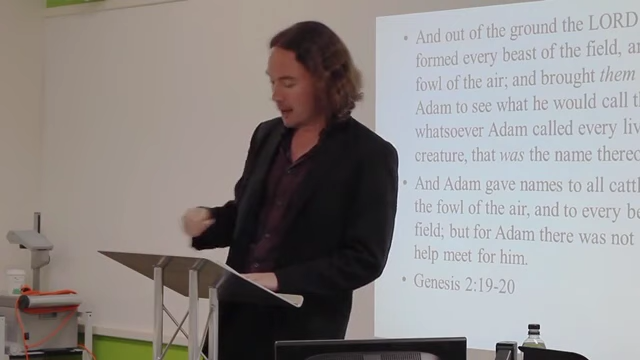 And out of the ground the LORD
formed every beast of the field, an
fowl of the air; and brought them
Adam to see what he would call th
whatsoever Adam called every liv
creature, that was the name thereo
And Adam gave names to all cattl
the fowl of the air, and to every be
field; but for Adam there was not
help meet for him.
Genesis 2:19-20